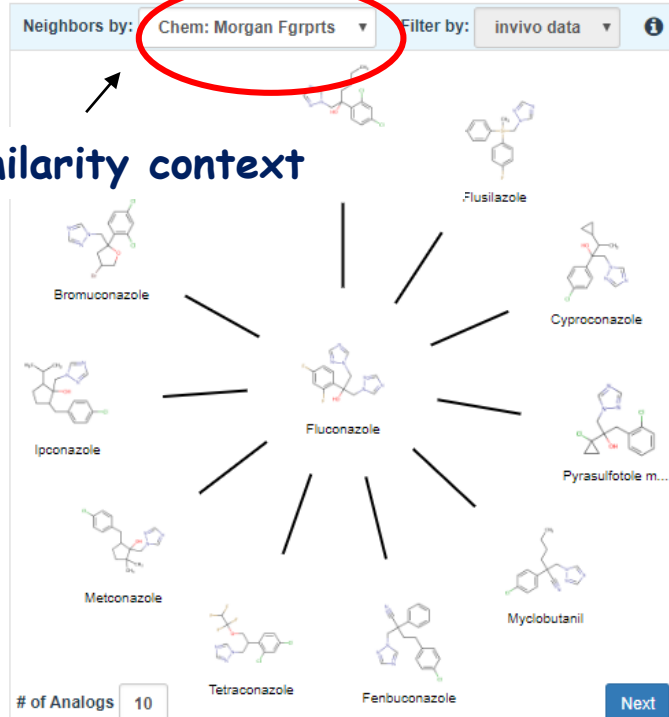 Neighbors by: Chem: Morgan Fgrprts Filter by: invivo data
ilarity context
Flusilazole
Bromuconazole
Cyproconazole
Fluconazole
Ipconazole
Pyrasulfotole m...
Metconazole
Myclobutanil
Tetraconazole
Fenbuconazole
# of Analogs 10 Next